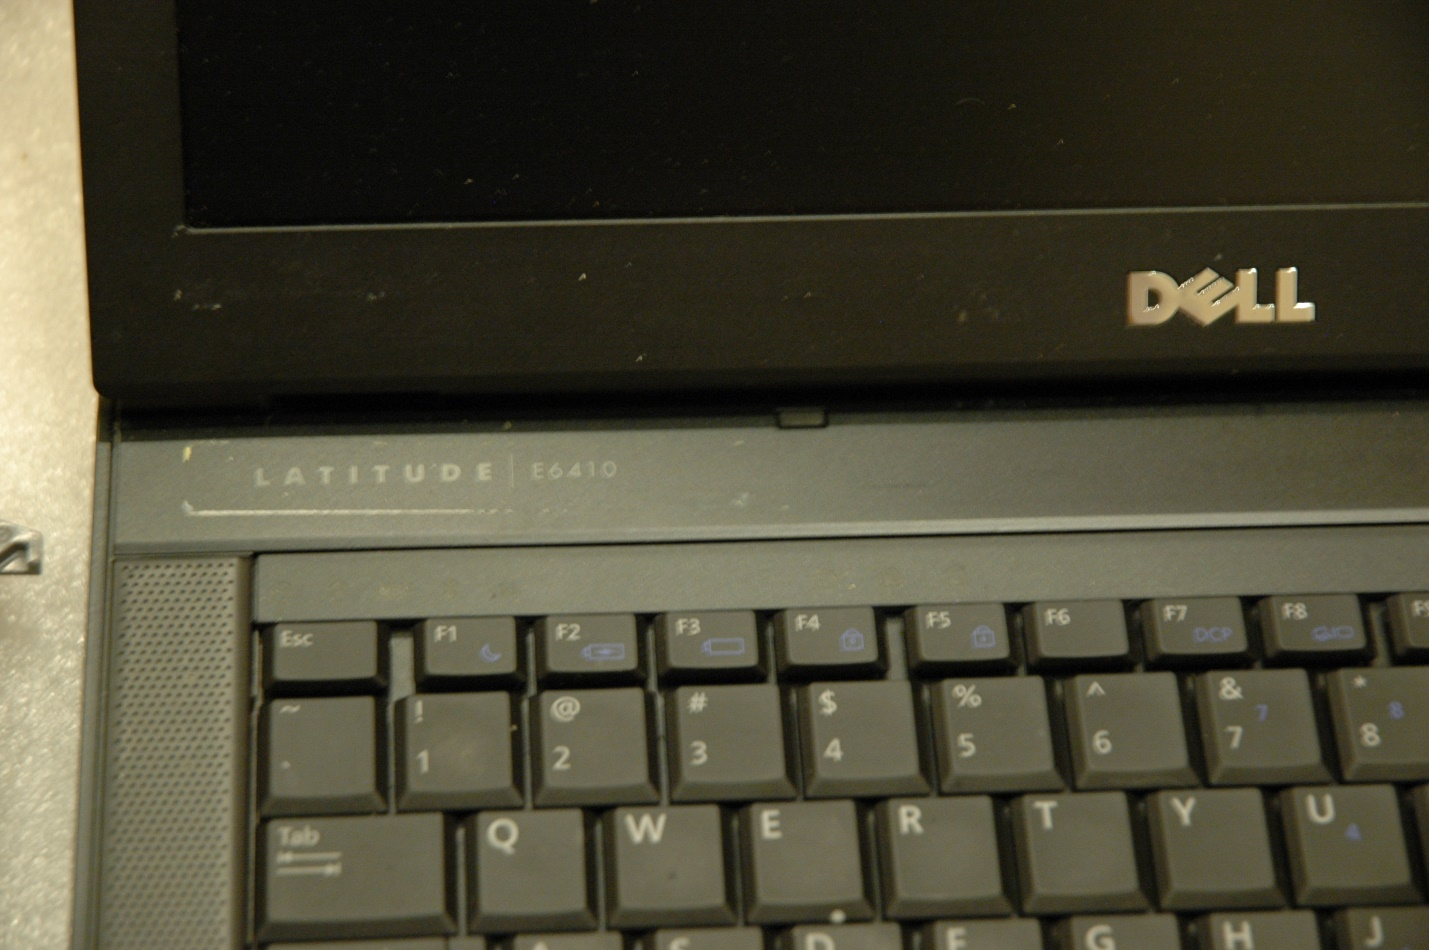 DELL
LATITUDE E6410
Esc F1 F2 F3 F4 F5 F6 F7 DCP F8
~ ! @ # $ % ^ & 7 * 8
` 1 2 3 4 5 6 7 8
Tab Q W E R T Y U 4
D F G H J